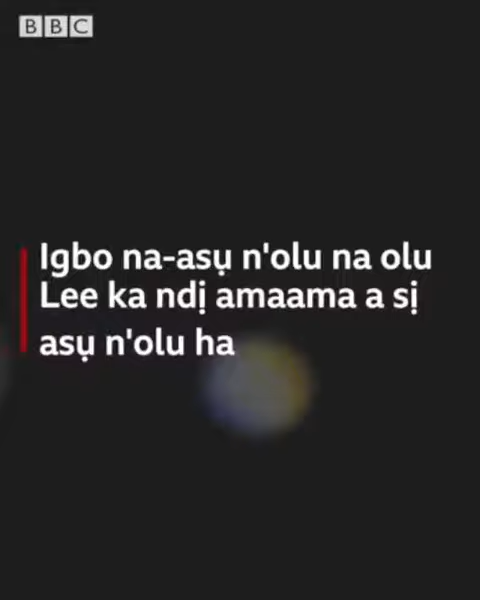 BBC
Igbo na-asụ n'olu na olu
Lee ka ndị amaama a sị
asụ n'olu ha